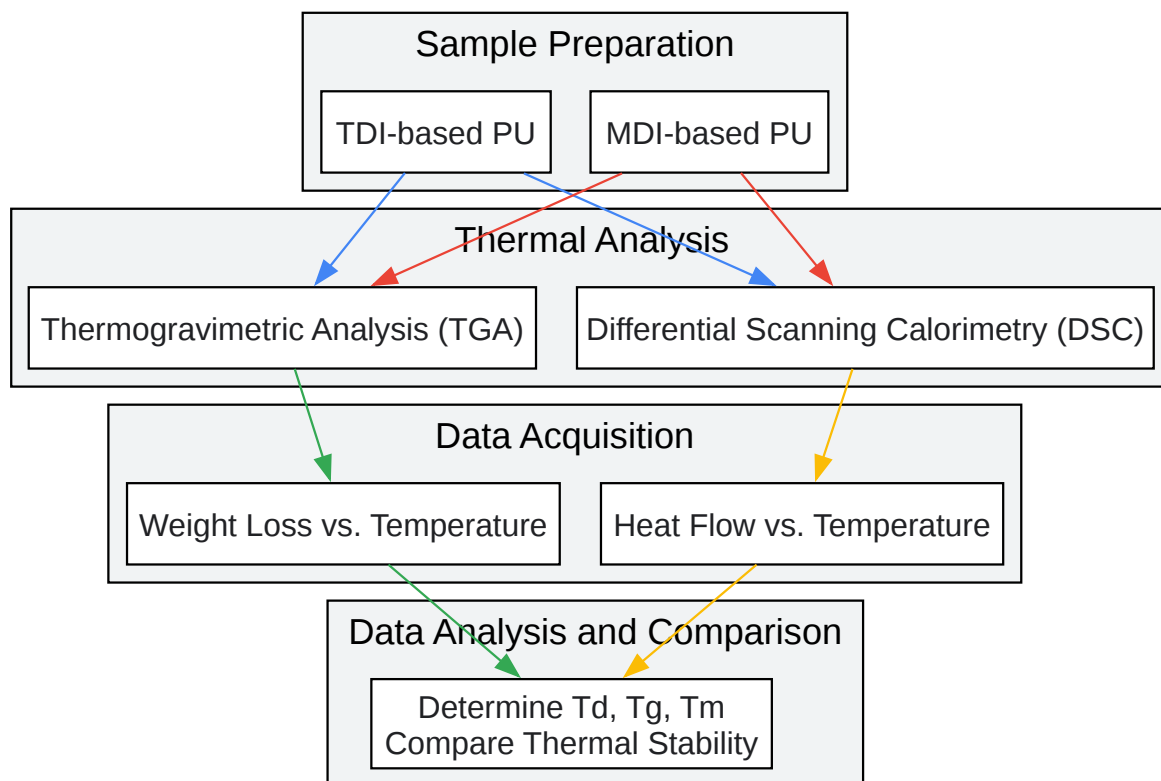 Sample Preparation
TDI-based PU
MDI-based PU
Thermal Analysis
Thermogravimetric Analysis (TGA)
Differential Scanning Calorimetry (DSC)
Data Acquisition
Weight Loss vs. Temperature
Heat Flow vs. Temperature
Data Analysis and Comparison
Determine Td, Tg, Tm
Compare Thermal Stability